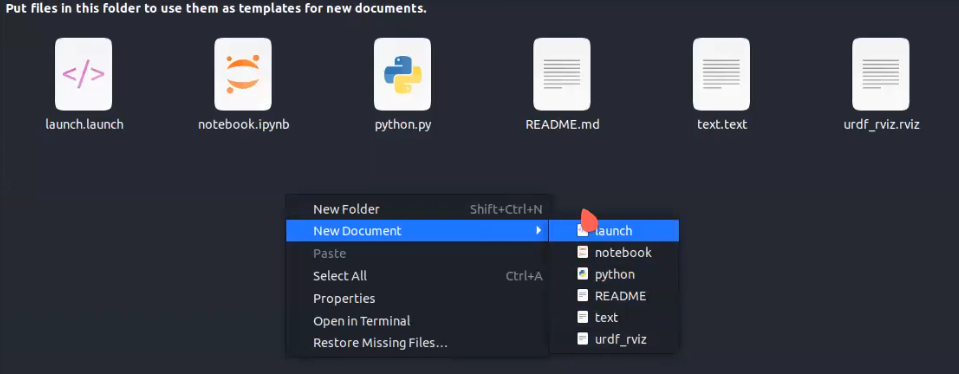 Put files in this folder to use them as templates for new documents.
</>
launch.launch
notebook.ipynb
python.py
README.md
text.text
urdf_rviz.rviz
New Folder Shift+Ctrl+N
New Document
Paste
Select All Ctrl+A
Properties
Open in Terminal
Restore Missing Files...
launch
notebook
python
README
text
urdf_rviz